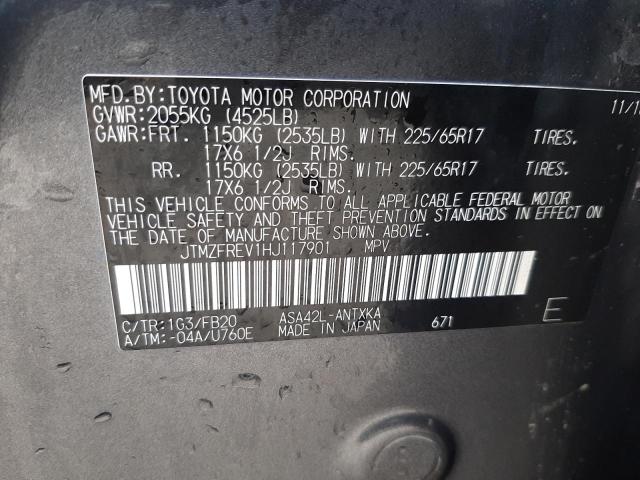 MFD.BY:TOYOTA MOTOR CORPORATION 11/1
GVWR:2055KG (4525LB)
GAWR:FRT. 1150KG (2535LB) WITH 225/65R17 TIRES.
17X6 1/2J RIMS.
RR. 1150KG (2535LB) WITH 225/65R17 TIRES.
17X6 1/2J RIMS.
THIS VEHICLE CONFORMS TO ALL APPLICABLE FEDERAL MOTOR
VEHICLE SAFETY AND THEFT PREVENTION STANDARDS IN EFFECT ON
THE DATE OF MANUFACTURE SHOWN ABOVE.
JTMZFREV1HJ117901 MPV
C/TR:1G3/FB20 ASA42L-ANTXKA E
A/TM:-04A/U760E MADE IN JAPAN 671